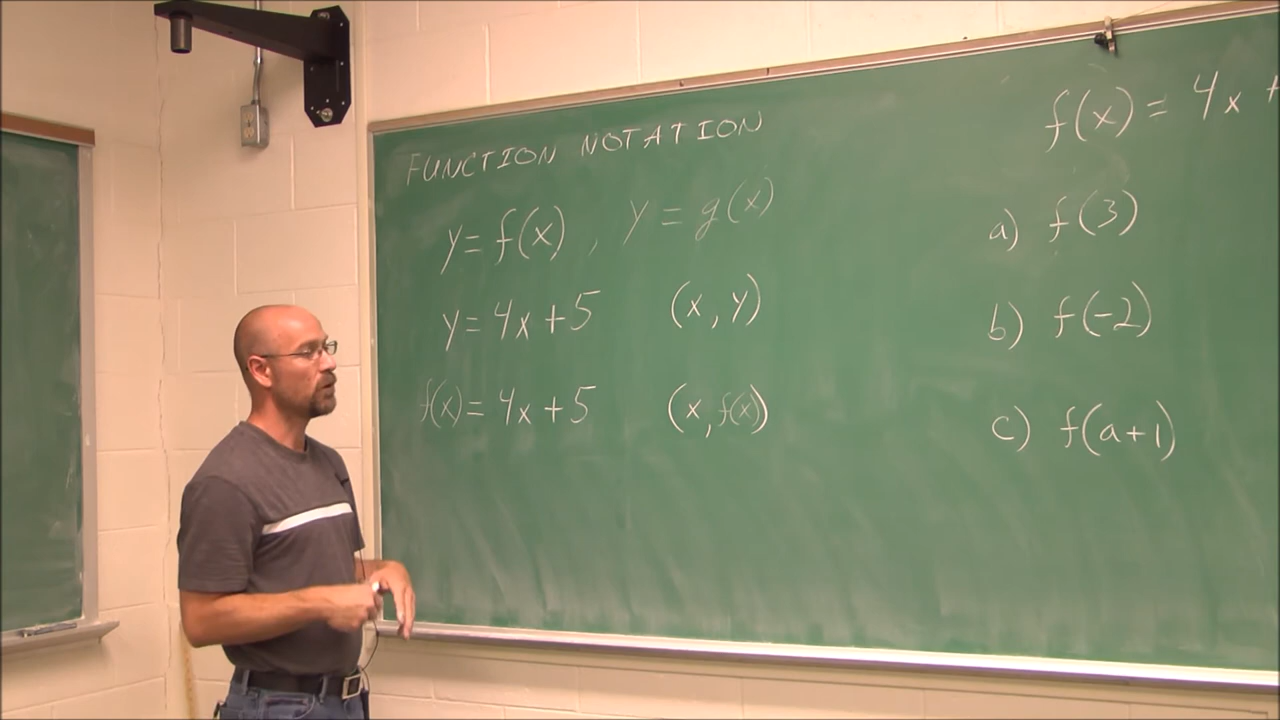 FUNCTION NOTATION
y = f(x) , y = g(x)
y = 4x + 5 (x, y)
f(x) = 4x + 5 (x, f(x))
f(x) = 4x +
a) f(3)
b) f(-2)
c) f(a+1)